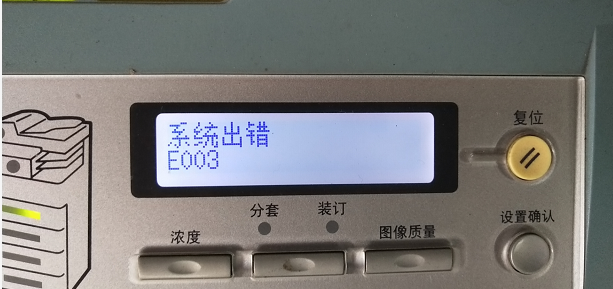 系统出错
E003
复位
分套
装订
浓度
图像质量
设置确认